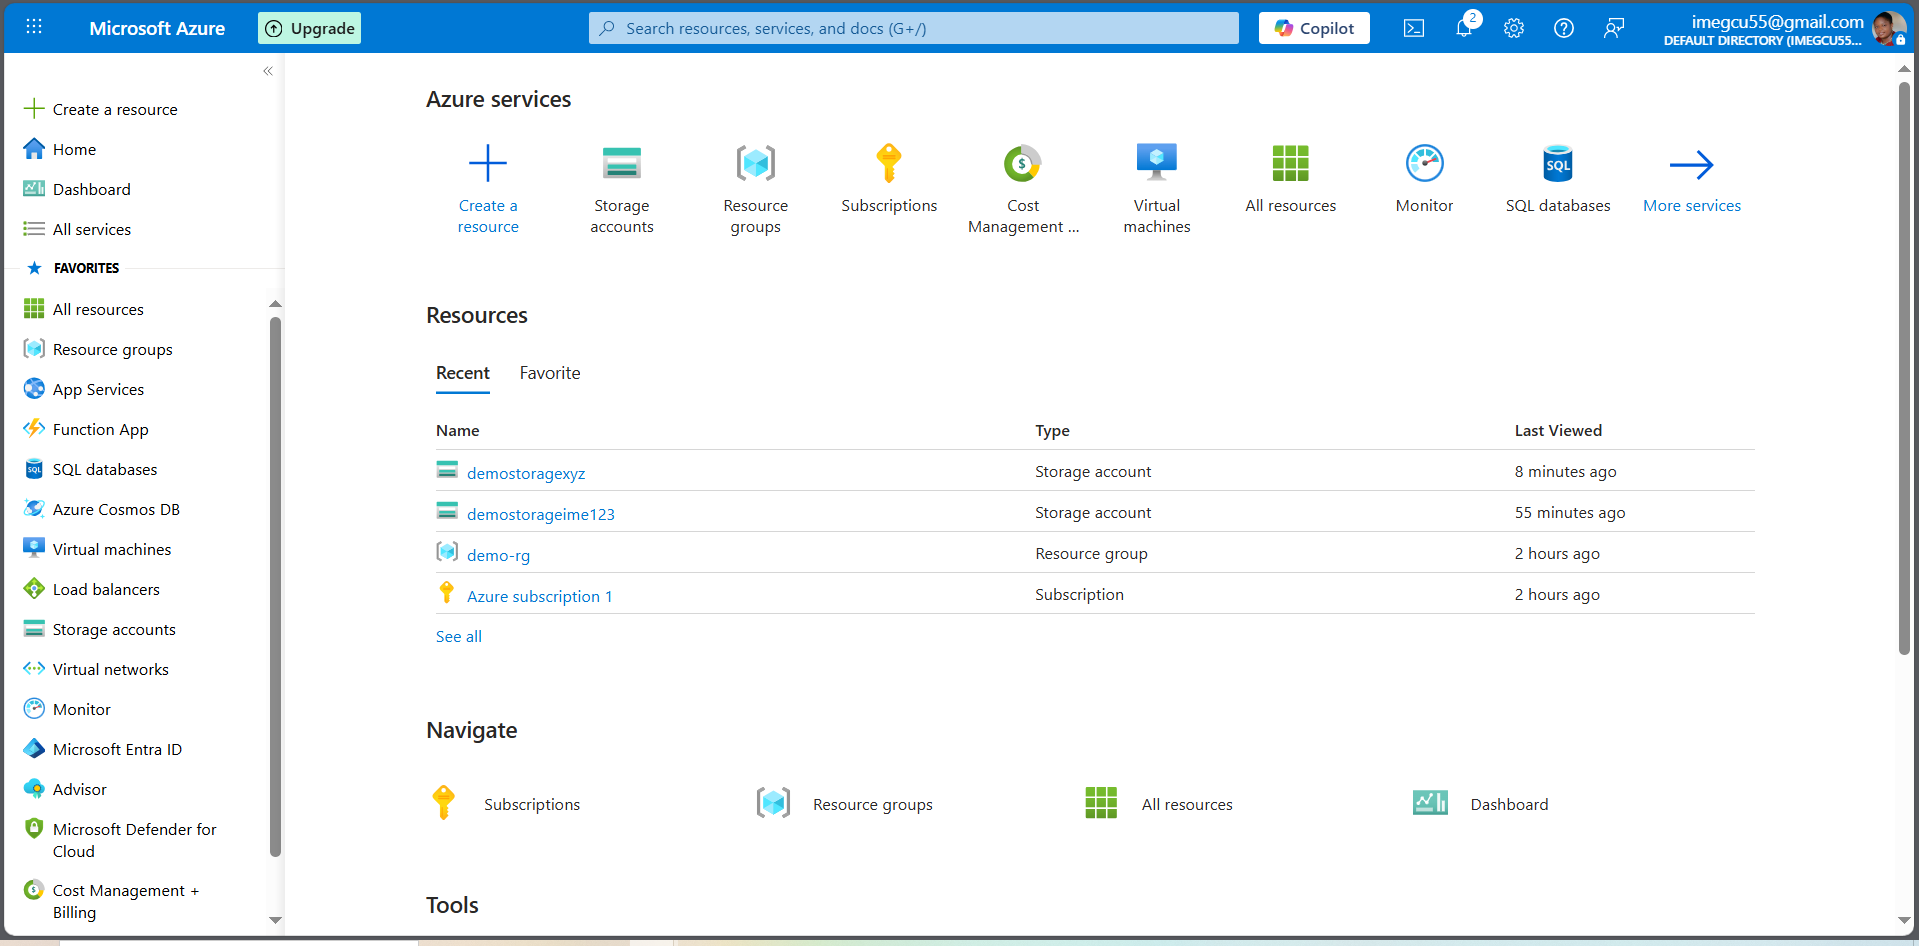 Microsoft Azure
Upgrade
Search resources, services, and docs (G+/)
Copilot
2
imegcu55@gmail.com
DEFAULT DIRECTORY (IMEGCU55...
Create a resource
Home
Dashboard
All services
FAVORITES
All resources
Resource groups
App Services
Function App
SQL databases
Azure Cosmos DB
Virtual machines
Load balancers
Storage accounts
Virtual networks
Monitor
Microsoft Entra ID
Advisor
Microsoft Defender for
Cloud
Cost Management +
Billing
Azure services
Create a
resource
Storage
accounts
Resource
groups
Subscriptions
Cost
Management ...
Virtual
machines
All resources
Monitor
SQL
SQL databases
More services
Resources
Recent Favorite
Name Type Last Viewed
demostoragexyz Storage account 8 minutes ago
demostorageime123 Storage account 55 minutes ago
demo-rg Resource group 2 hours ago
Azure subscription 1 Subscription 2 hours ago
See all
Navigate
Subscriptions Resource groups All resources Dashboard
Tools